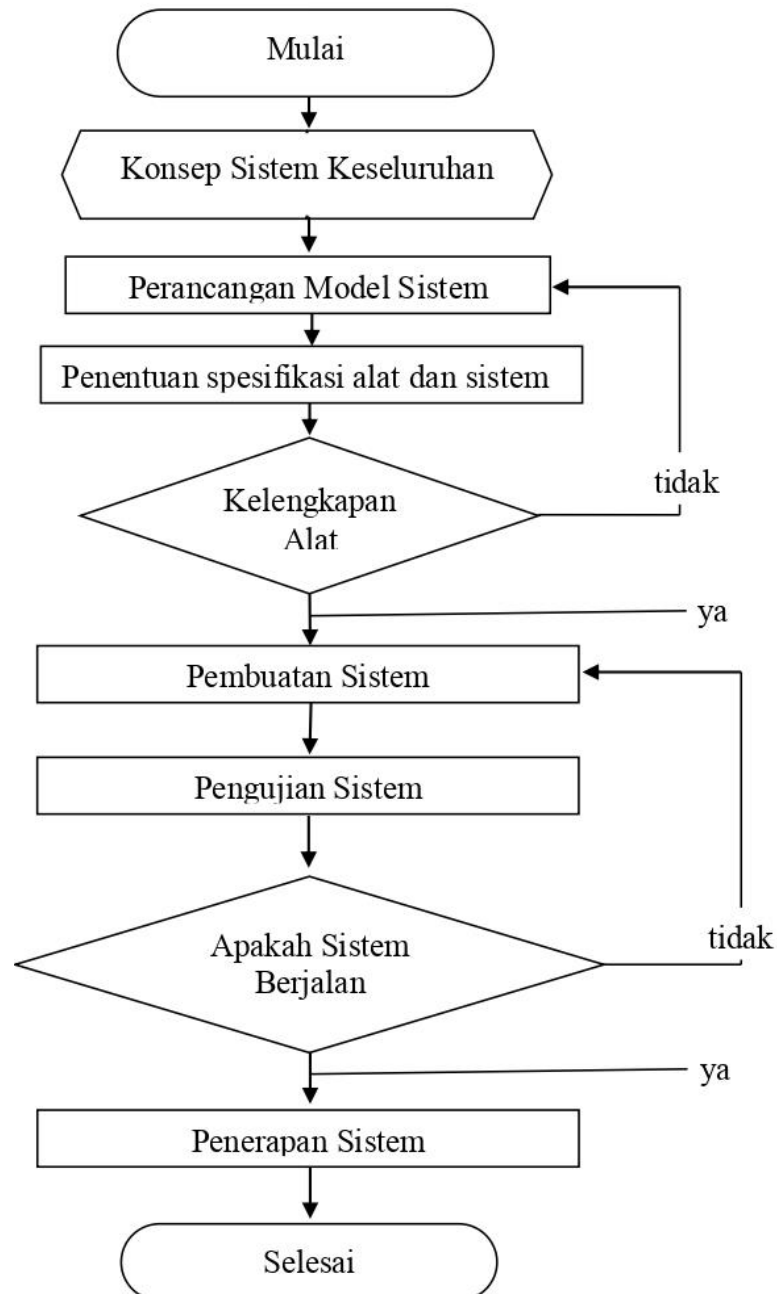 Mulai
Konsep Sistem Keseluruhan
Perancangan Model Sistem
Penentuan spesifikasi alat dan sistem
Kelengkapan
Alat
tidak
ya
Pembuatan Sistem
Pengujian Sistem
Apakah Sistem
Berjalan
tidak
ya
Penerapan Sistem
Selesai